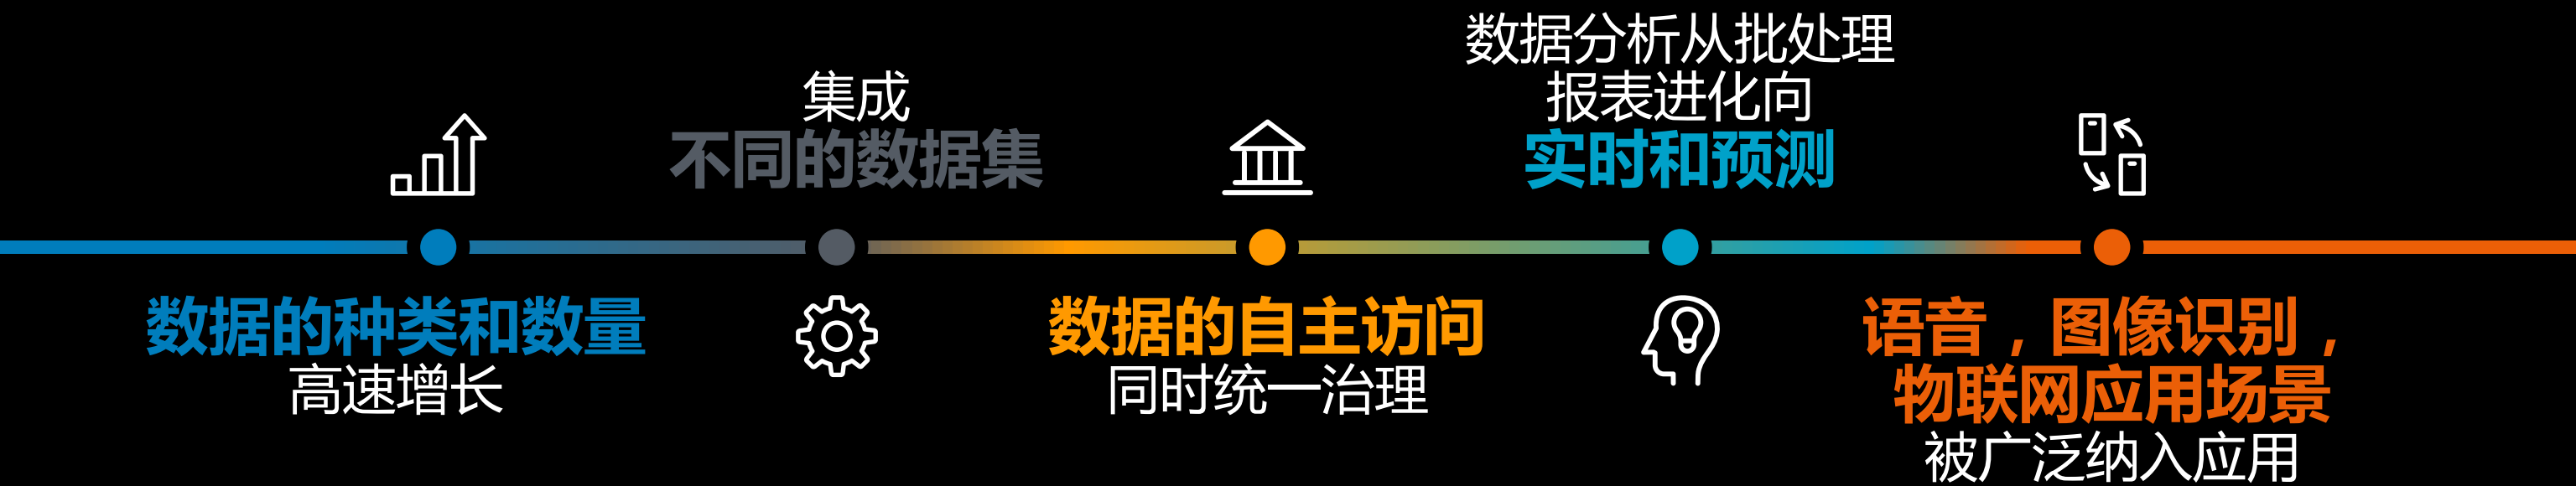 数据的种类和数量
高速增长
集成
不同的数据集
数据的自主访问
同时统一治理
数据分析从批处理
报表进化向
实时和预测
语音，图像识别，
物联网应用场景
被广泛纳入应用